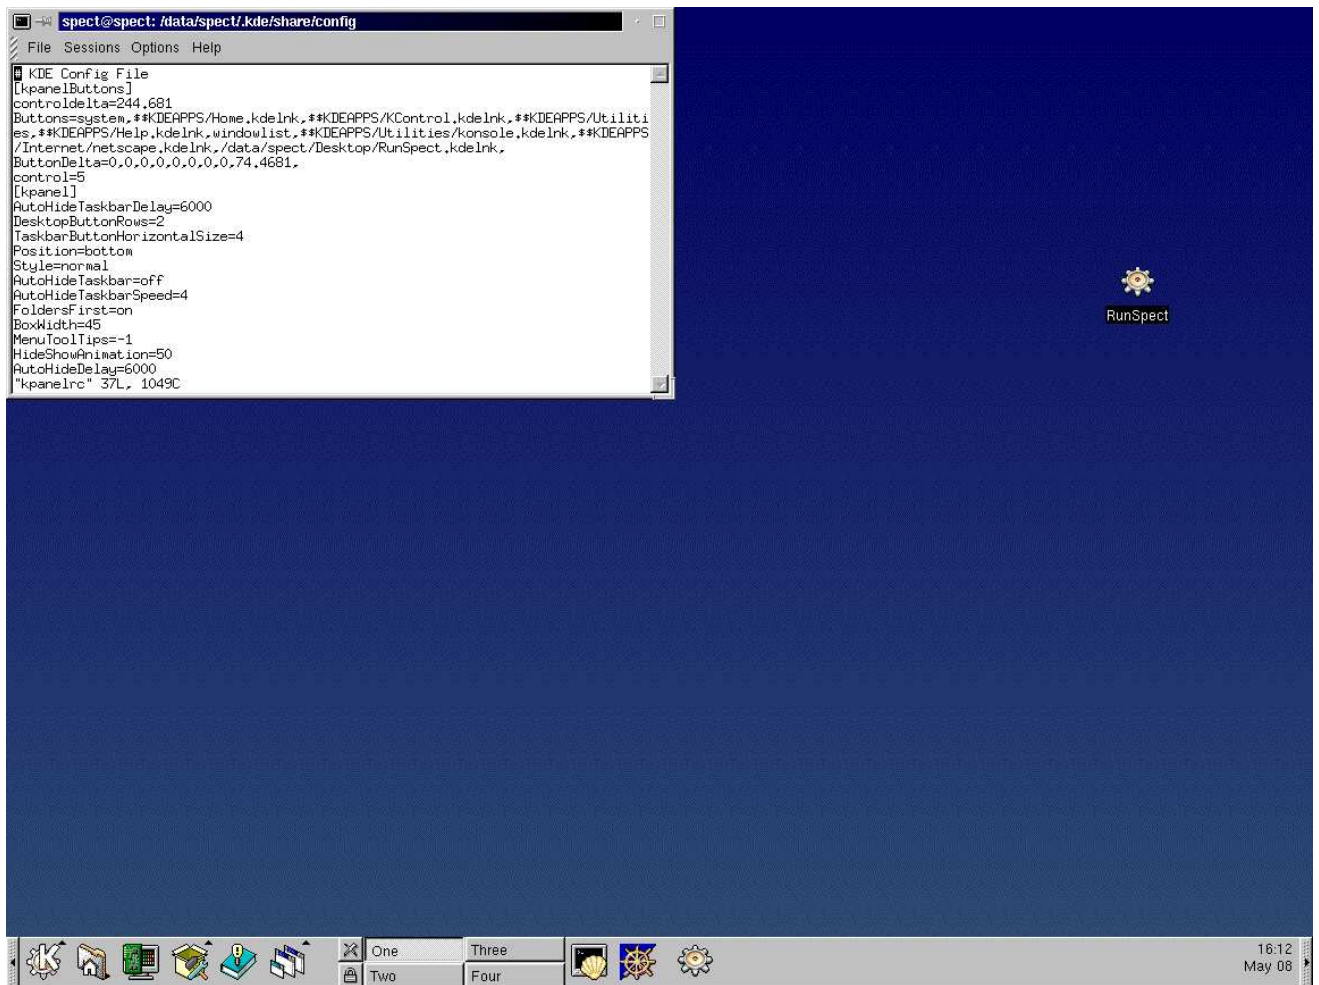 spect@spect: /data/spect/.kde/share/config
File Sessions Options Help
# KDE Config File
[kpanelButtons]
controldelta=244.681
Buttons=system,$$KDEAPPS/Home.kdelnk,$$KDEAPPS/KControl.kdelnk,$$KDEAPPS/Utiliti
es,$$KDEAPPS/Help.kdelnk,windowlist,$$KDEAPPS/Utilities/konsole.kdelnk,$$KDEAPPS
/Internet/netscape.kdelnk,/data/spect/Desktop/RunSpect.kdelnk,
ButtonDelta=0,0,0,0,0,0,0,0,74.4681,
control=5
[kpanel]
AutoHideTaskbarDelay=6000
DesktopButtonRows=2
TaskbarButtonHorizontalSize=4
Position=bottom
Style=normal
AutoHideTaskbar=off
AutoHideTaskbarSpeed=4
FoldersFirst=on
BoxWidth=45
MenuToolTips=-1
HideShowAnimation=50
AutoHideDelay=6000
"kpanelrc" 37L, 1049C
RunSpect
One Three
Two Four
16:12
May 08